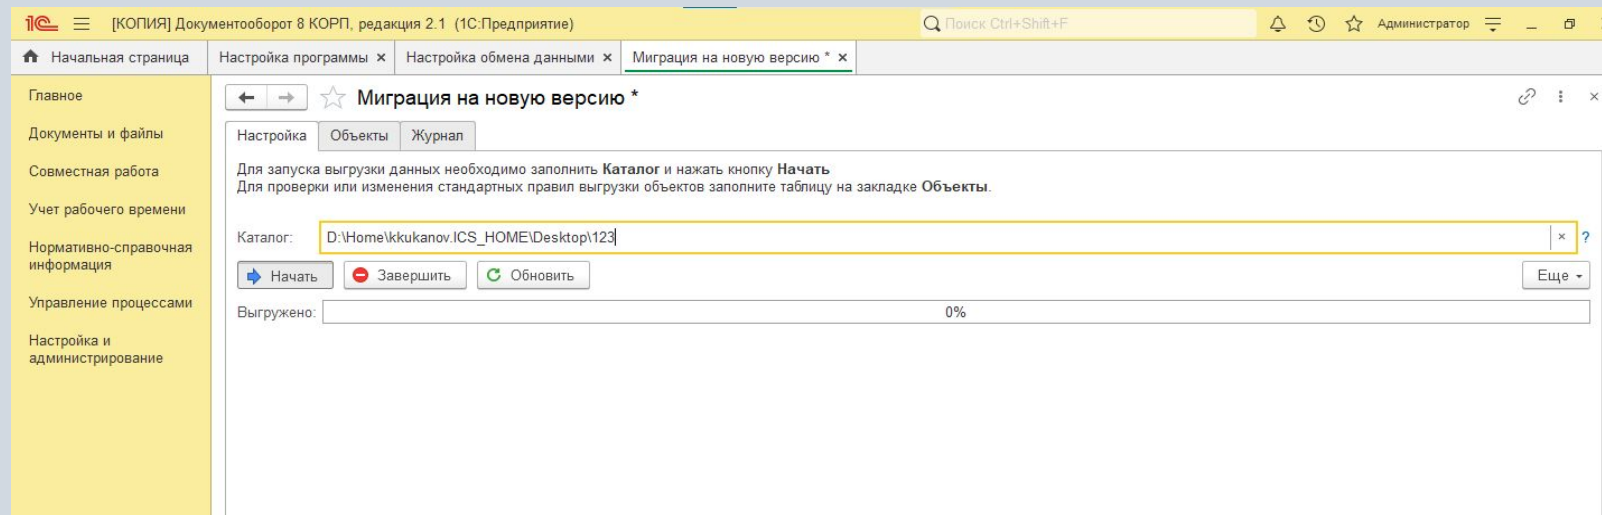 [КОПИЯ] Документооборот 8 КОРП, редакция 2.1 (1С:Предприятие)
Поиск Ctrl+Shift+F
Администратор
Начальная страница
Настройка программы ×
Настройка обмена данными ×
Миграция на новую версию * ×
Главное
Документы и файлы
Совместная работа
Учет рабочего времени
Нормативно-справочная
информация
Управление процессами
Настройка и
администрирование
Миграция на новую версию *
Настройка Объекты Журнал
Для запуска выгрузки данных необходимо заполнить Каталог и нажать кнопку Начать
Для проверки или изменения стандартных правил выгрузки объектов заполните таблицу на закладке Объекты.
Каталог: D:\Home\kkukanov.ICS_HOME\Desktop\123 × ?
Начать Завершить Обновить Еще
Выгружено: 0%